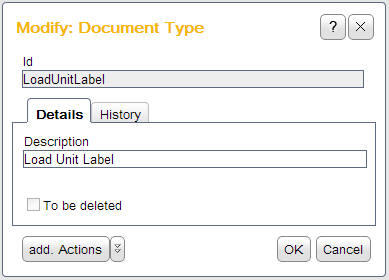 Modify: Document Type ?
Id
LoadUnitLabel
Details History
Description
Load Unit Label
To be deleted
add. Actions OK Cancel